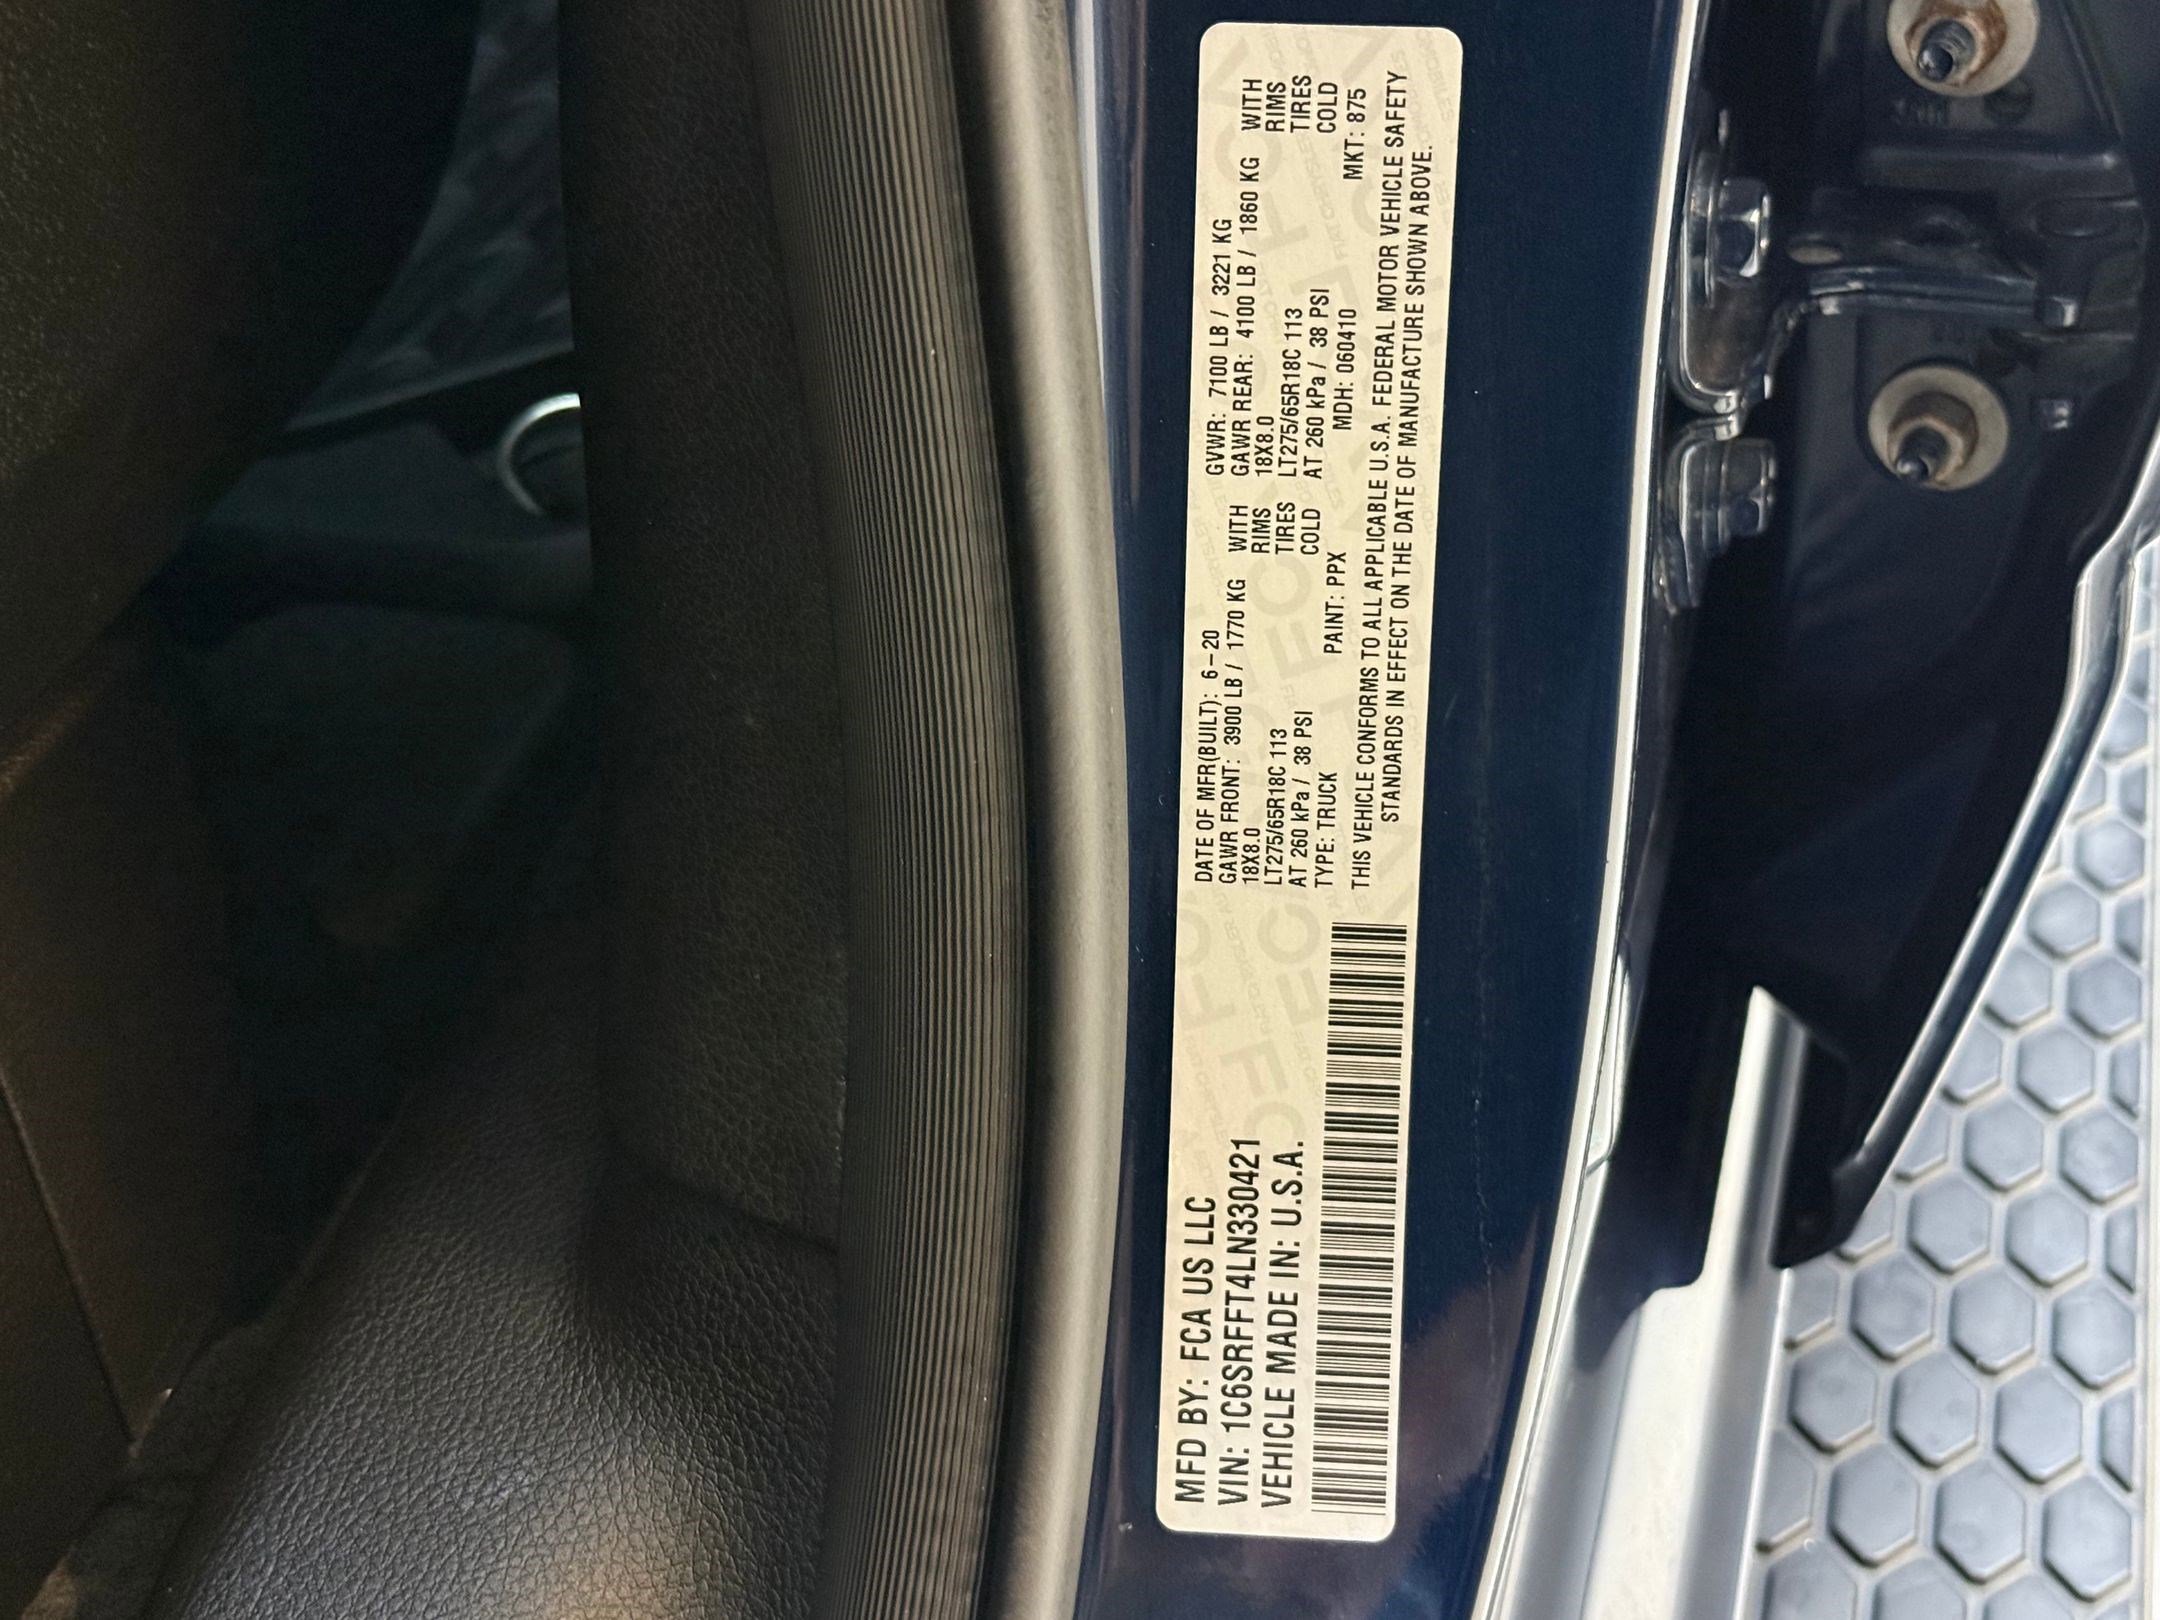 MFD BY: FCA US LLC
VIN: 1C6SRFFT4LN330421
VEHICLE MADE IN: U.S.A.
DATE OF MFR(BUILT): 6-20 GVWR: 7100 LB / 3221 KG
GAWR FRONT: 3900 LB / 1770 KG WITH GAWR REAR: 4100 LB / 1860 KG WITH
18X8.0 RIMS 18X8.0 RIMS
LT275/65R18C 113 TIRES LT275/65R18C 113 TIRES
AT 260 kPa / 38 PSI COLD AT 260 kPa / 38 PSI COLD
TYPE: TRUCK PAINT: PPX MDH: 060410 MKT: 875
THIS VEHICLE CONFORMS TO ALL APPLICABLE U.S.A. FEDERAL MOTOR VEHICLE SAFETY
STANDARDS IN EFFECT ON THE DATE OF MANUFACTURE SHOWN ABOVE.